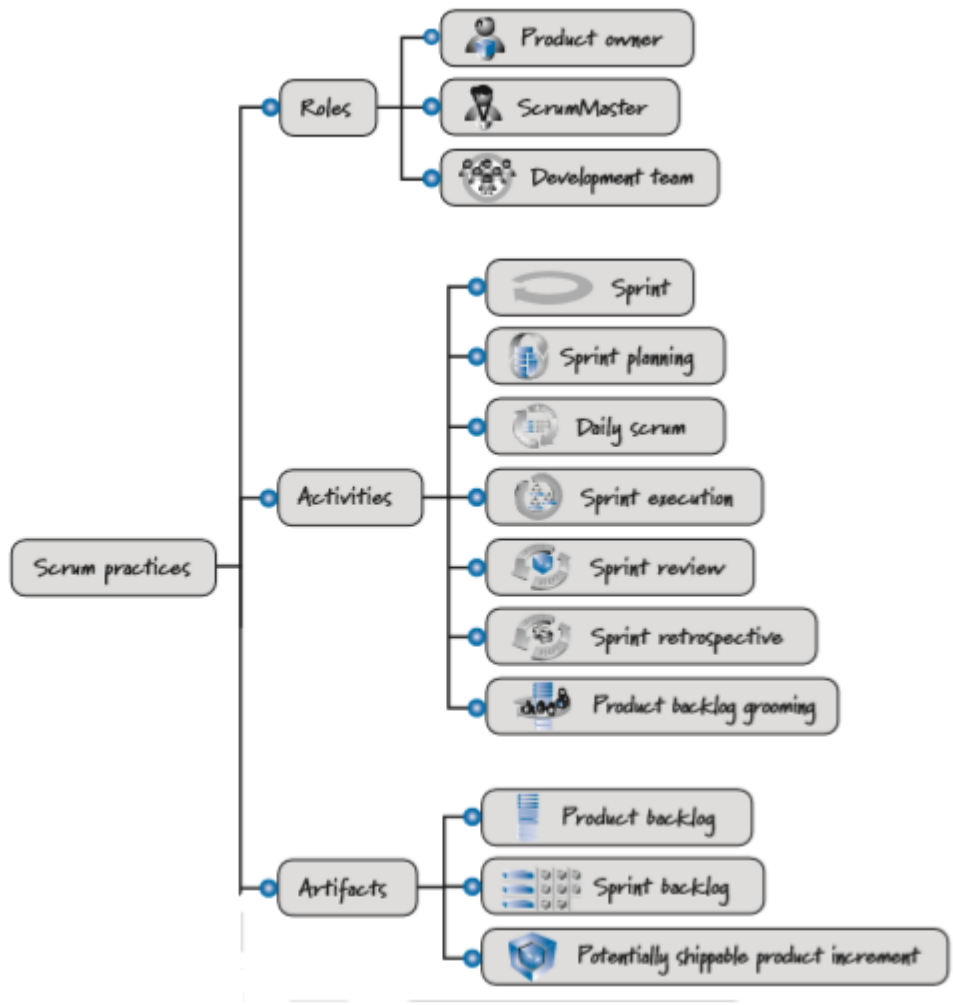 Product owner
Roles
ScrumMaster
Development team
Sprint
Sprint planning
Daily scrum
Activities
Sprint execution
Scrum practices
Sprint review
Sprint retrospective
Product backlog grooming
Product backlog
Artifacts
Sprint backlog
Potentially shippable product increment